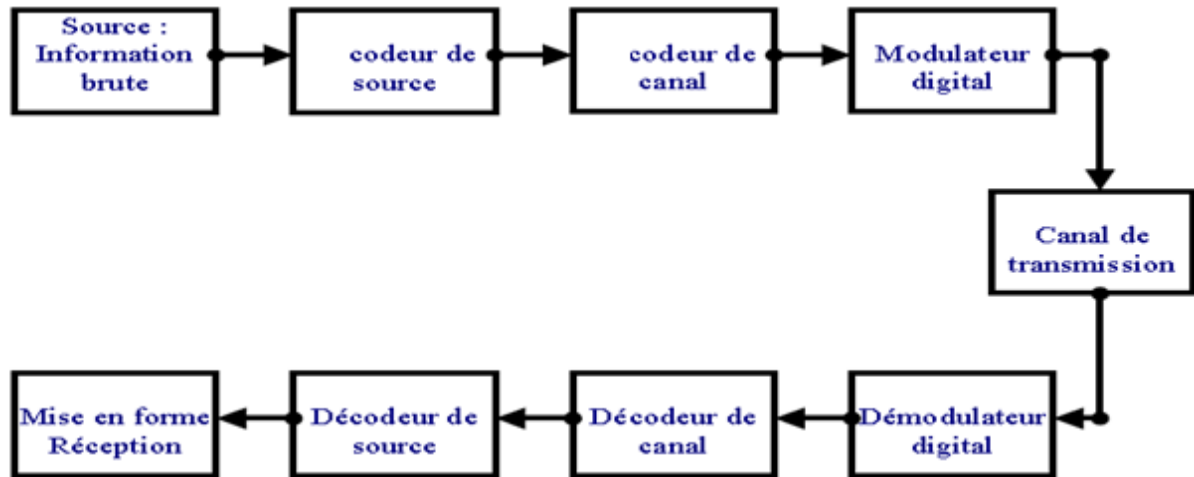 Source :
Information
brute
codeur de
source
codeur de
canal
Modulateur
digital
Canal de
transmission
Démodulateur
digital
Décodeur de
canal
Décodeur de
source
Mise en forme
Réception